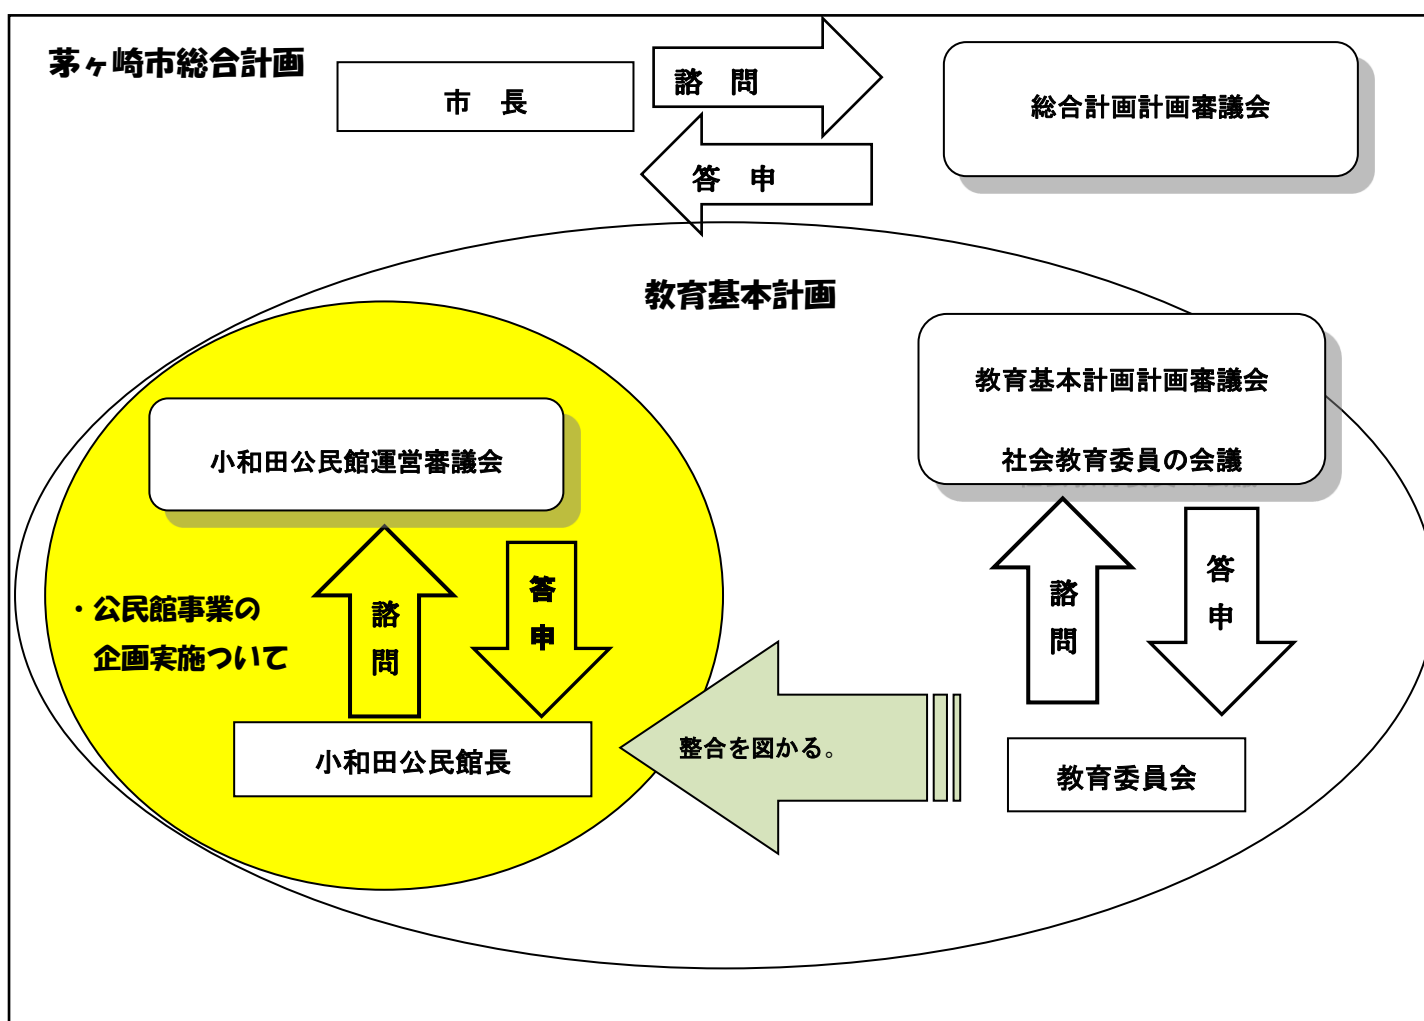 茅ヶ崎市総合計画
市　長
諮　問
答　申
総合計画計画審議会
教育基本計画
教育基本計画計画審議会
社会教育委員の会議
小和田公民館運営審議会
・公民館事業の
企画実施ついて
諮
問
答
申
小和田公民館長
整合を図かる。
諮
問
答
申
教育委員会